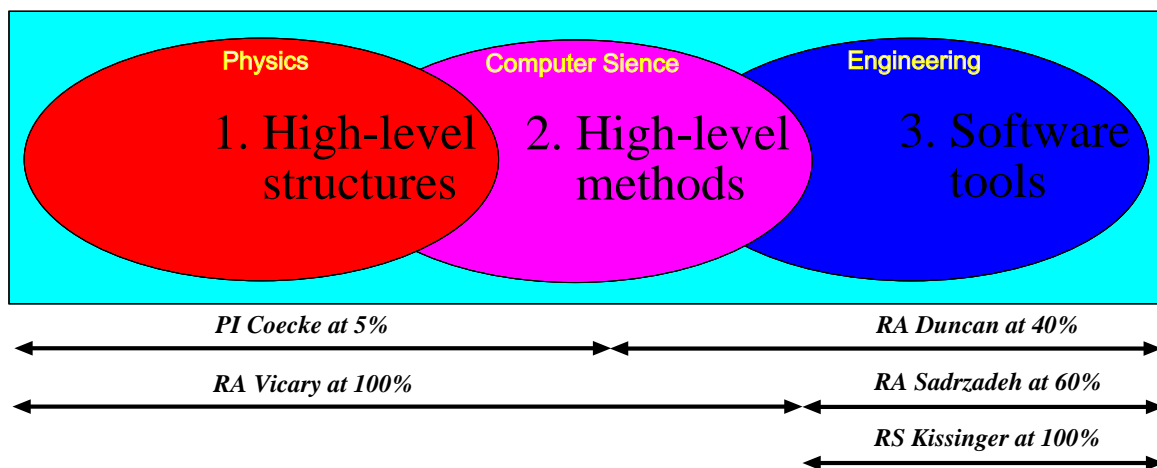 Physics
Computer Sience
Engineering
1. High-level
structures
2. High-level
methods
3. Software
tools
PI Coecke at 5%
RA Duncan at 40%
RA Vicary at 100%
RA Sadrzadeh at 60%
RS Kissinger at 100%